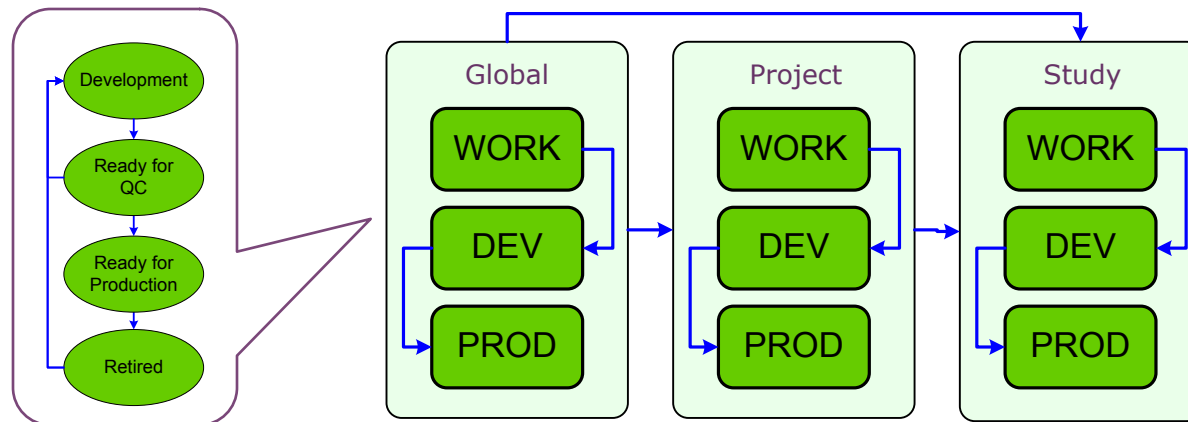 Development
Ready for
QC
Ready for
Production
Retired
Global
WORK
DEV
PROD
Project
WORK
DEV
PROD
Study
WORK
DEV
PROD